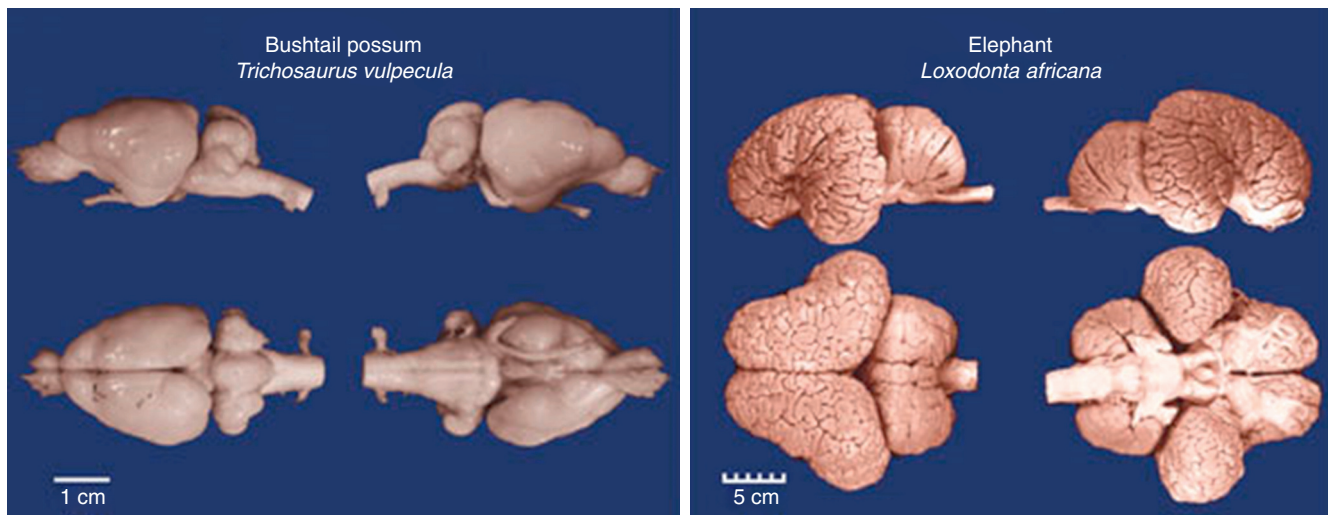 Bushtail possum
Trichosaurus vulpecula
1 cm
Elephant
Loxodonta africana
5 cm